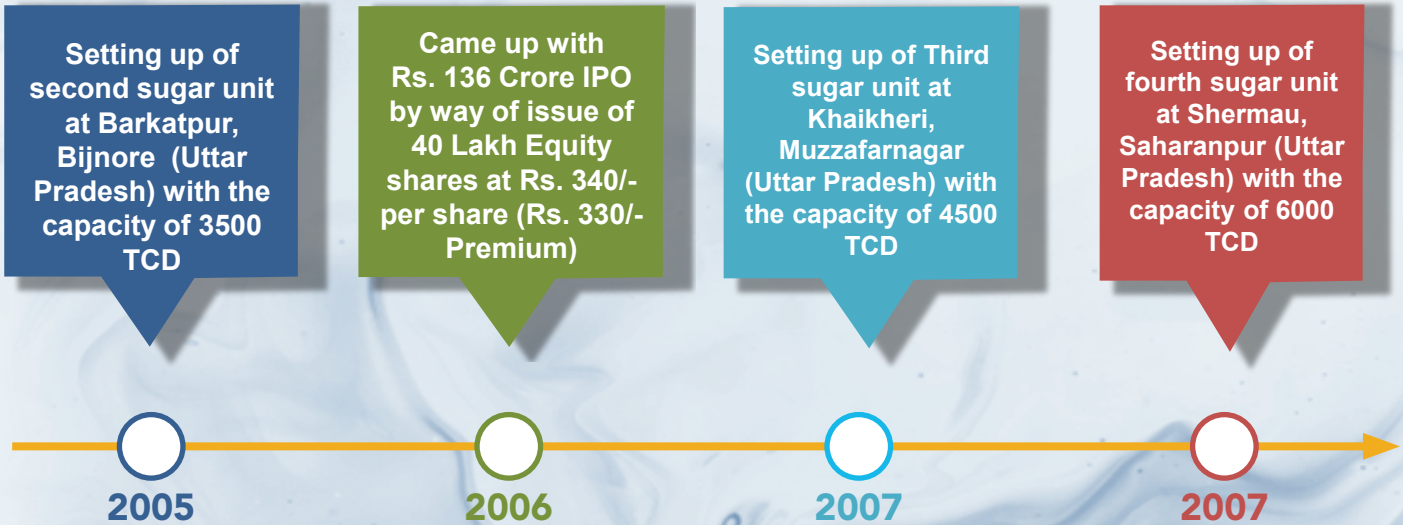 Setting up of
second sugar unit
at Barkatpur,
Bijnore (Uttar
Pradesh) with the
capacity of 3500
TCD
2005
Came up with
Rs. 136 Crore IPO
by way of issue of
40 Lakh Equity
shares at Rs. 340/-
per share (Rs. 330/-
Premium)
2006
Setting up of Third
sugar unit at
Khaikheri,
Muzzafarnagar
(Uttar Pradesh) with
the capacity of 4500
TCD
2007
Setting up of
fourth sugar unit
at Shermau,
Saharanpur (Uttar
Pradesh) with the
capacity of 6000
TCD
2007